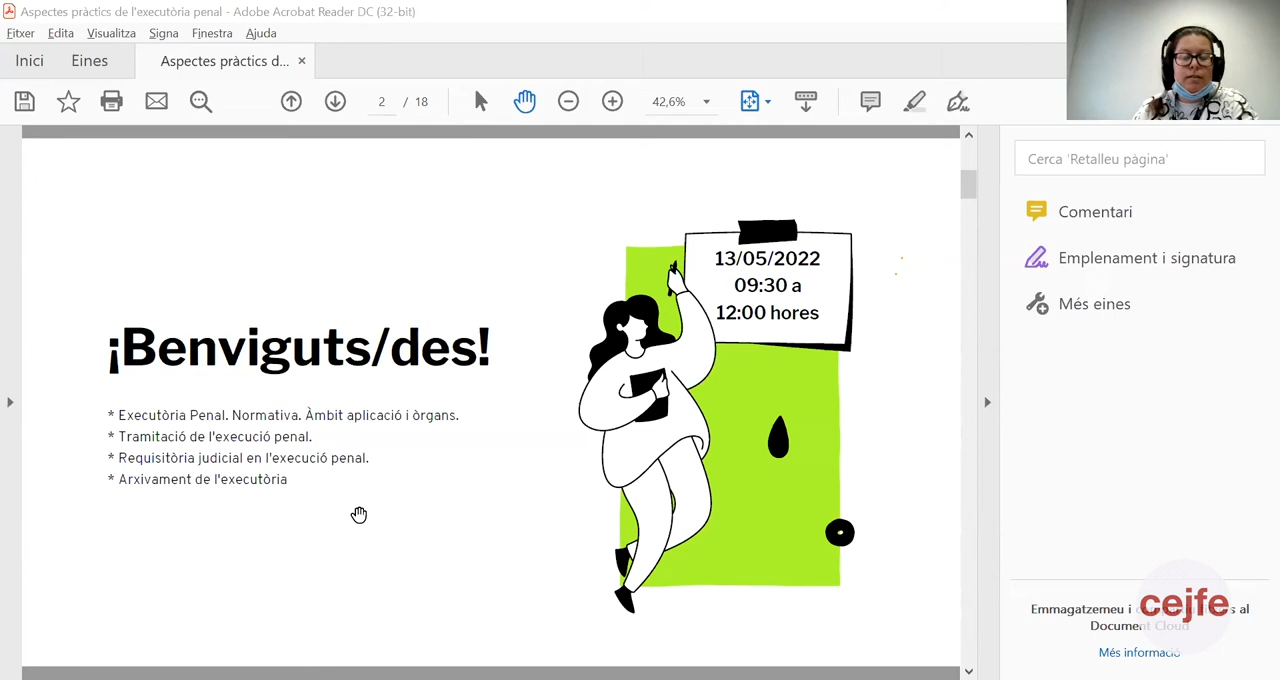 Aspectes pràctics de l'executòria penal - Adobe Acrobat Reader DC (32-bit)
Fitxer Edita Visualitza Signa Finestra Ajuda
Inici Eines Aspectes pràctics d... ×
2 / 18 42,6%
13/05/2022
09:30 a
12:00 hores
¡Benviguts/des!
* Executòria Penal. Normativa. Àmbit aplicació i òrgans.
* Tramitació de l'execució penal.
* Requisitòria judicial en l'execució penal.
* Arxivament de l'executòria
Cerca 'Retalleu pàgina'
Comentari
Emplenament i signatura
Més eines
cejfe
Emmagatzemeu i al
Document Cloud
Més informació